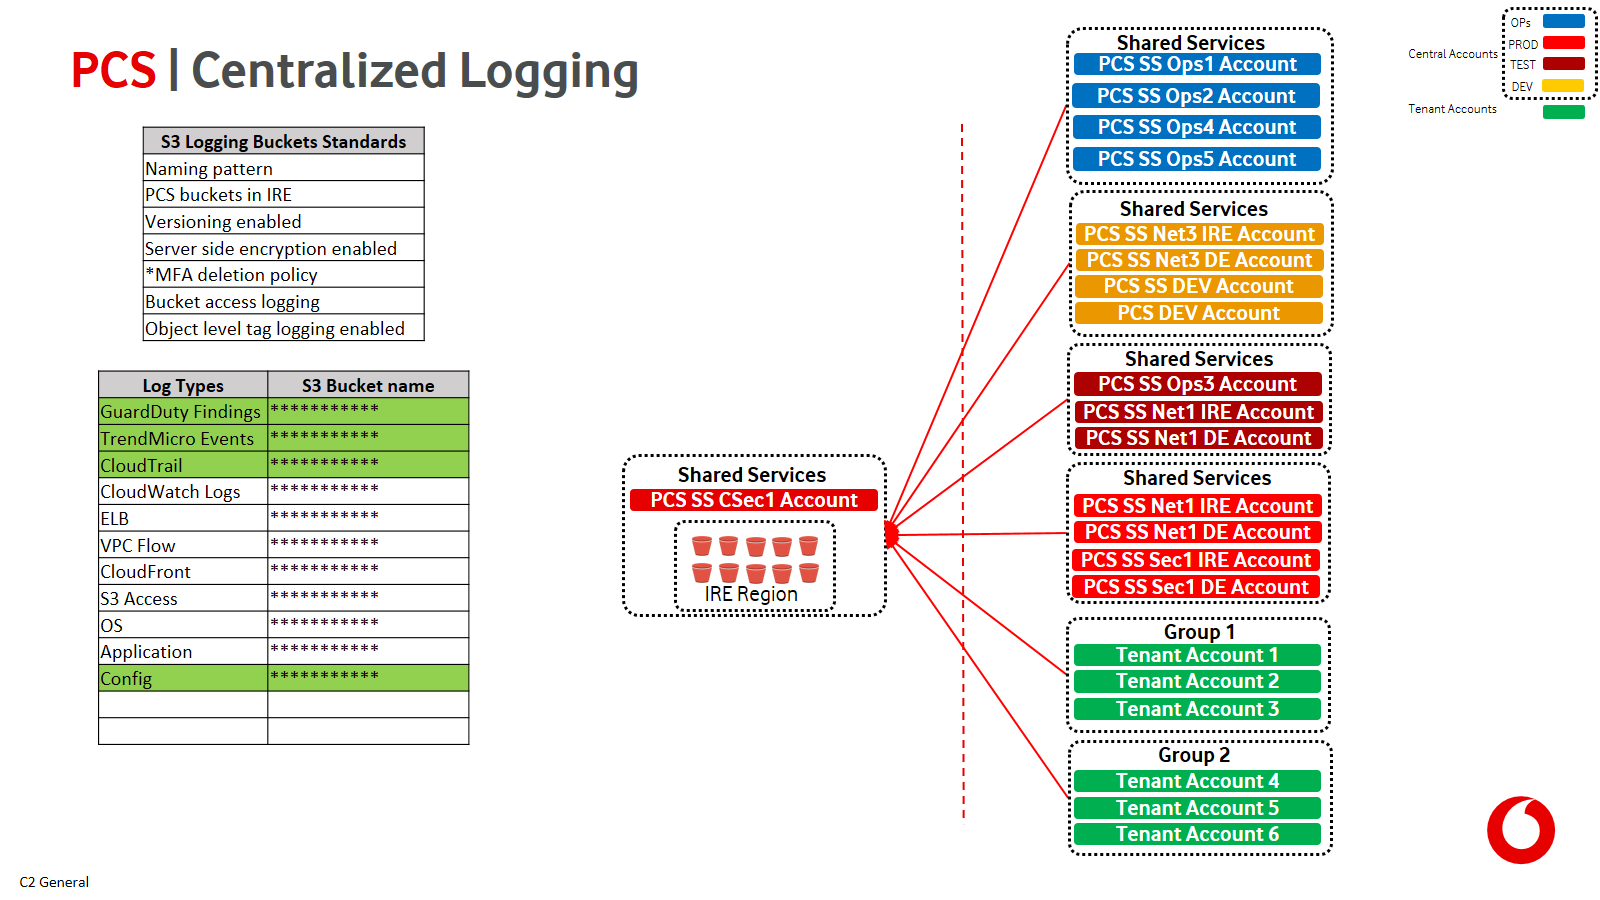 PCS | Centralized Logging
S3 Logging Buckets Standards
Naming pattern
PCS buckets in IRE
Versioning enabled
Server side encryption enabled
*MFA deletion policy
Bucket access logging
Object level tag logging enabled
Log Types S3 Bucket name
GuardDuty Findings ***********
TrendMicro Events ***********
CloudTrail ***********
CloudWatch Logs ***********
ELB ***********
VPC Flow ***********
CloudFront ***********
S3 Access ***********
OS ***********
Application ***********
Config ***********
Shared Services
PCS SS CSec1 Account
IRE Region
Shared Services
PCS SS Ops1 Account
PCS SS Ops2 Account
PCS SS Ops4 Account
PCS SS Ops5 Account
Shared Services
PCS SS Net3 IRE Account
PCS SS Net3 DE Account
PCS SS DEV Account
PCS DEV Account
Shared Services
PCS SS Ops3 Account
PCS SS Net1 IRE Account
PCS SS Net1 DE Account
Shared Services
PCS SS Net1 IRE Account
PCS SS Net1 DE Account
PCS SS Sec1 IRE Account
PCS SS Sec1 DE Account
Group 1
Tenant Account 1
Tenant Account 2
Tenant Account 3
Group 2
Tenant Account 4
Tenant Account 5
Tenant Account 6
Central Accounts
OPs
PROD
TEST
DEV
Tenant Accounts
C2 General